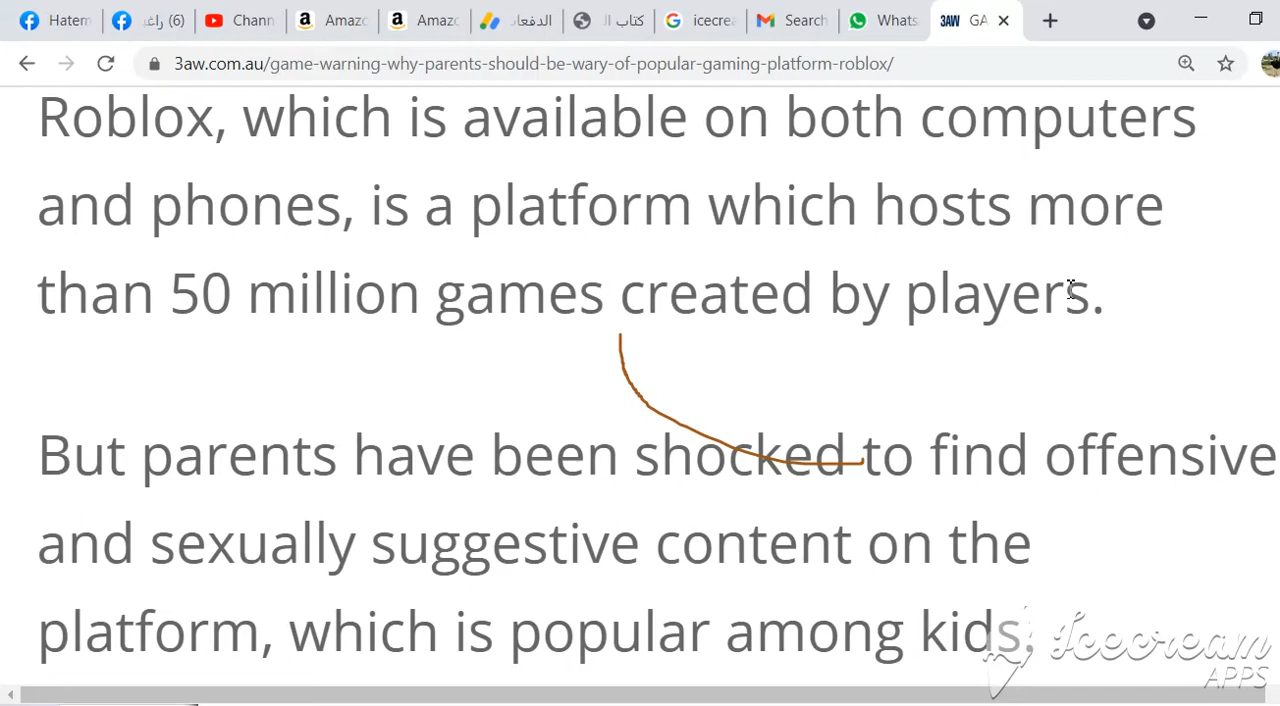 Hatem
(6) راغد
Chann
Amazo
Amazo
الدفعات
كتاب ال
icecrea
Search
Whats
3AW GA
3aw.com.au/game-warning-why-parents-should-be-wary-of-popular-gaming-platform-roblox/
Roblox, which is available on both computers
and phones, is a platform which hosts more
than 50 million games created by players.
But parents have been shocked to find offensive
and sexually suggestive content on the
platform, which is popular among kids.
Icecream
APPS